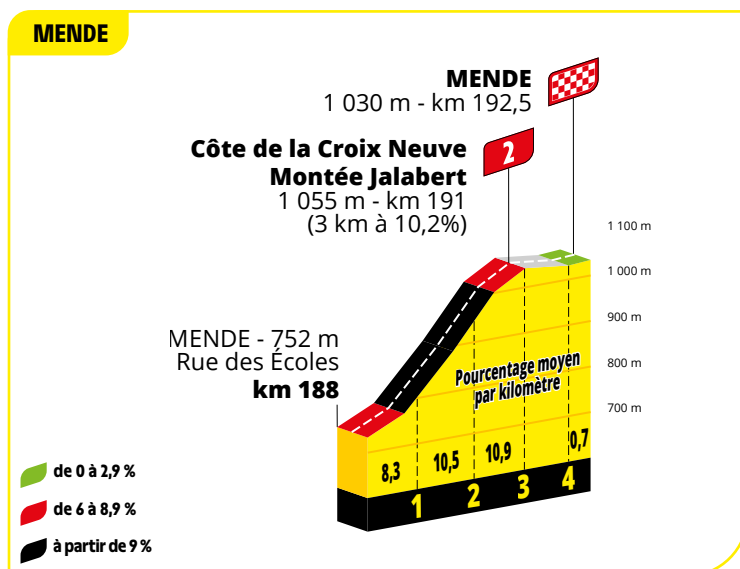 MENDE
MENDE
1 030 m - km 192,5
Côte de la Croix Neuve
Montée Jalabert
1 055 m - km 191
(3 km à 10,2%)
2
1 100 m
1 000 m
900 m
800 m
700 m
MENDE - 752 m
Rue des Écoles
km 188
Pourcentage moyen
par kilomètre
8,3
10,5
10,9
0,7
1
2
3
4
de 0 à 2,9 %
de 6 à 8,9 %
à partir de 9 %